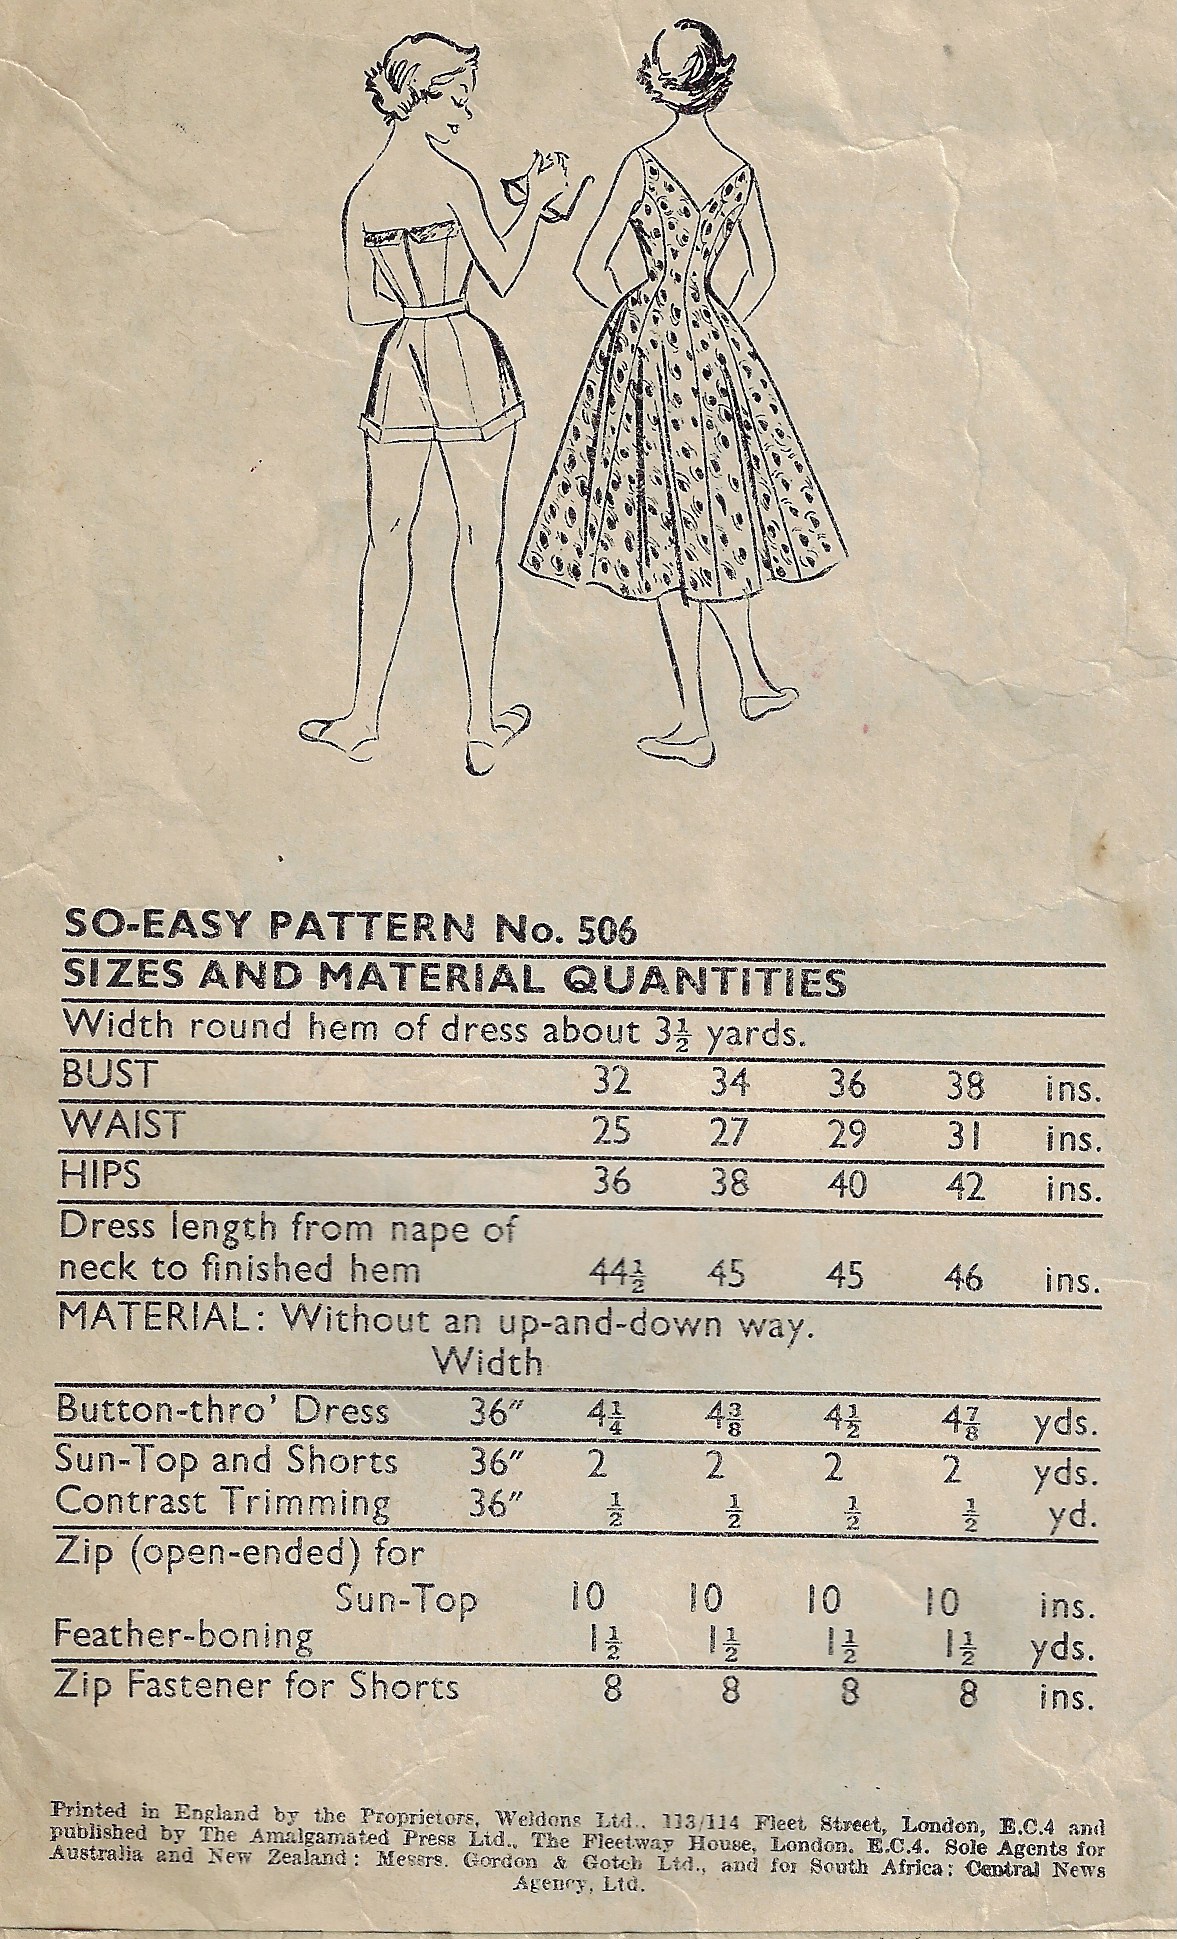 SO-EASY PATTERN No. 506
SIZES AND MATERIAL QUANTITIES
Width round hem of dress about 3½ yards.
BUST 32 34 36 38 ins.
WAIST 25 27 29 31 ins.
HIPS 36 38 40 42 ins.
Dress length from nape of
neck to finished hem 44½ 45 45 46 ins.
MATERIAL: Without an up-and-down way.
Width
Button-thro' Dress 36" 4¼ 4⅜ 4½ 4⅞ yds.
Sun-Top and Shorts 36" 2 2 2 2 yds.
Contrast Trimming 36" ½ ½ ½ ½ yd.
Zip (open-ended) for
Sun-Top 10 10 10 10 ins.
Feather-boning 1½ 1½ 1½ 1½ yds.
Zip Fastener for Shorts 8 8 8 8 ins.
Printed in England by the Proprietors, Weldons Ltd., 113/114 Fleet Street, London, E.C.4 and
published by The Amalgamated Press Ltd., The Fleetway House, London, E.C.4. Sole Agents for
Australia and New Zealand: Messrs. Gordon & Gotch Ltd., and for South Africa: Central News
Agency, Ltd.